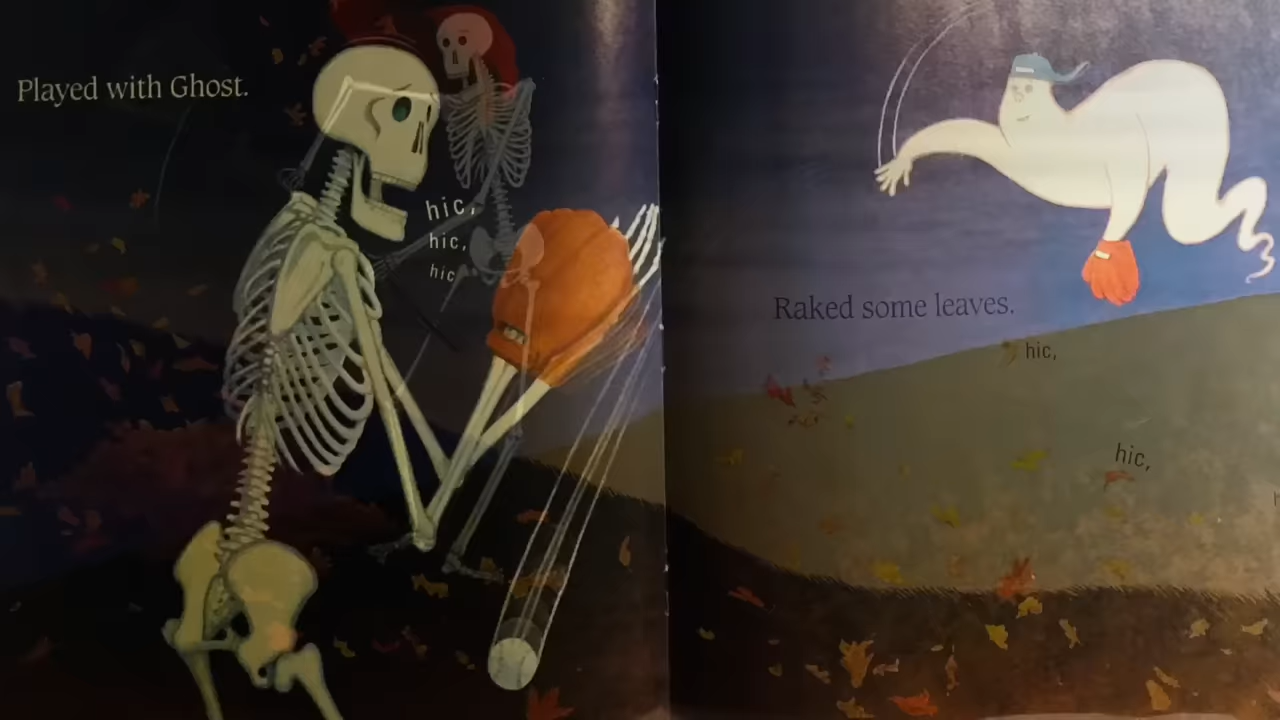 Played with Ghost.
hic,
hic,
hic
Raked some leaves.
hic,
hic,